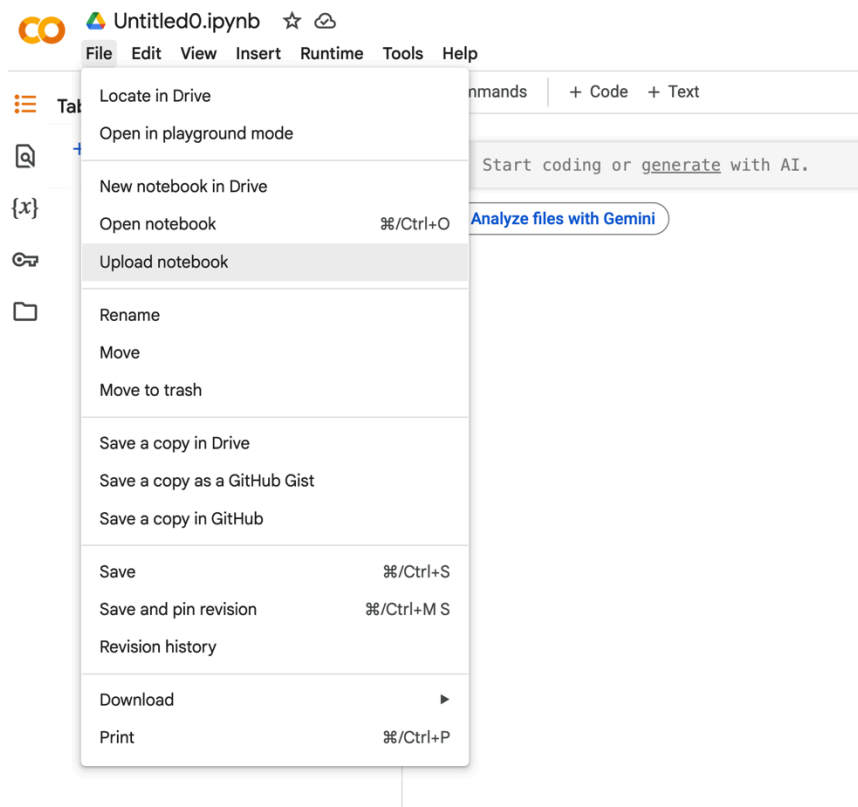 Untitled0.ipynb
File Edit View Insert Runtime Tools Help
Locate in Drive
Open in playground mode
New notebook in Drive
Open notebook ⌘/Ctrl+O
Upload notebook
Rename
Move
Move to trash
Save a copy in Drive
Save a copy as a GitHub Gist
Save a copy in GitHub
Save ⌘/Ctrl+S
Save and pin revision ⌘/Ctrl+M S
Revision history
Download
Print ⌘/Ctrl+P
+ Code + Text
Start coding or generate with AI.
Analyze files with Gemini
{x}